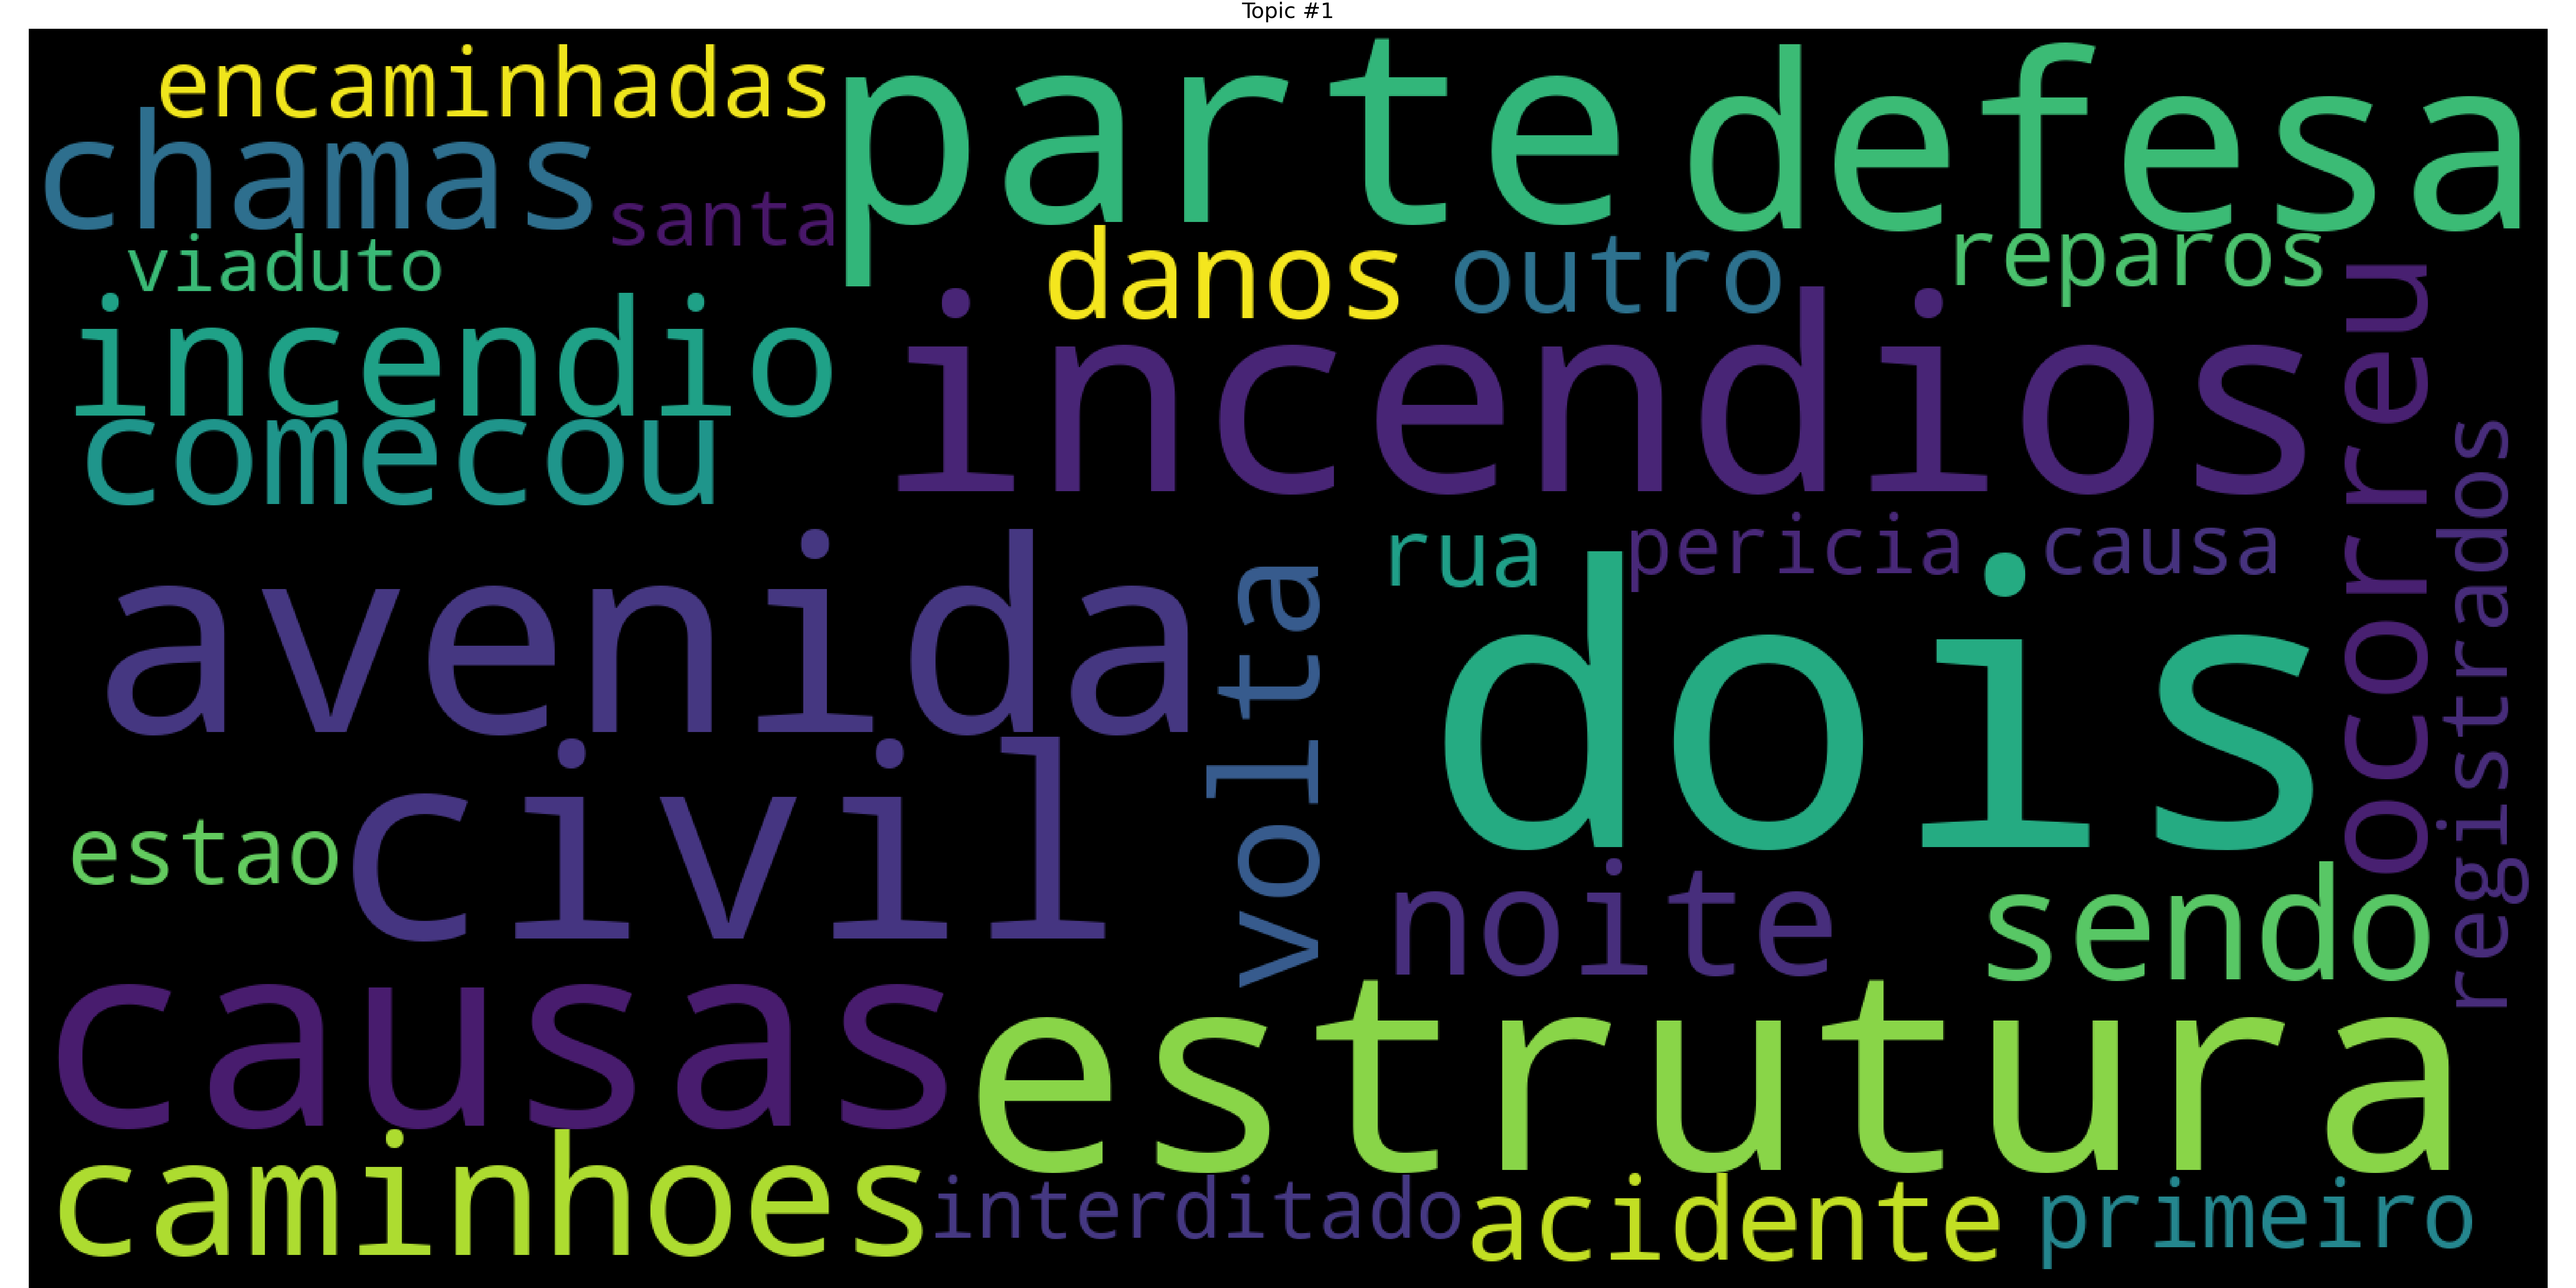 Topic #1
encaminhadas
parte
defesa
chamas
santa
viaduto
danos
outro
reparos
incendio
incendios
ocorreu
comecou
registrados
avenida
volta
rua
pericia
causa
dois
civil
estao
noite
sendo
causas
estrutura
caminhoes
interditado
acidente
primeiro